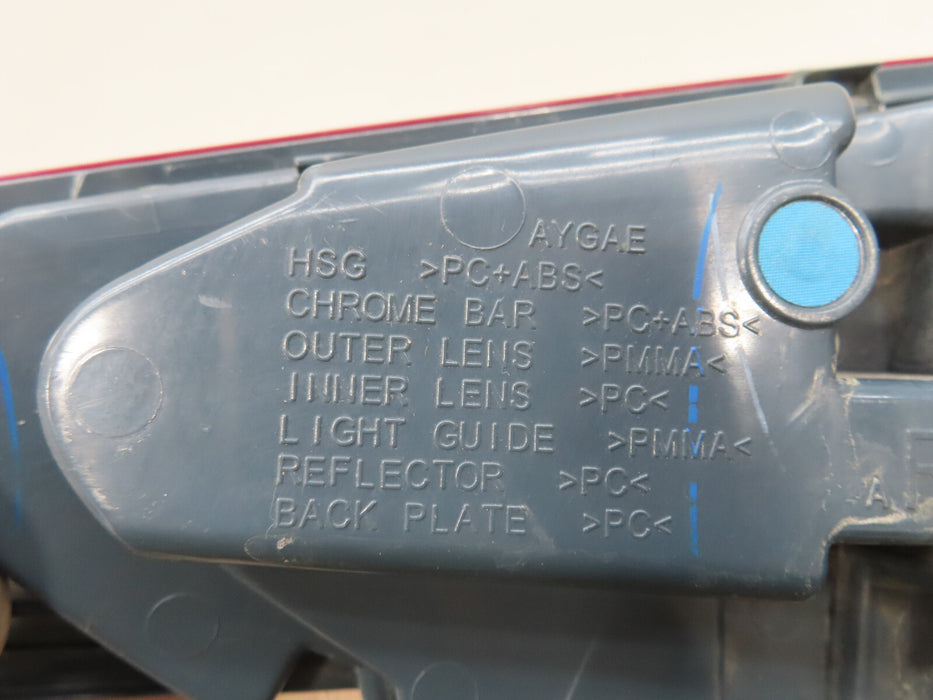 AYGAE
HSG >PC+ABS<
CHROME BAR >PC+ABS<
OUTER LENS >PMMA<
INNER LENS >PC<
LIGHT GUIDE >PMMA<
REFLECTOR >PC<
BACK PLATE >PC<